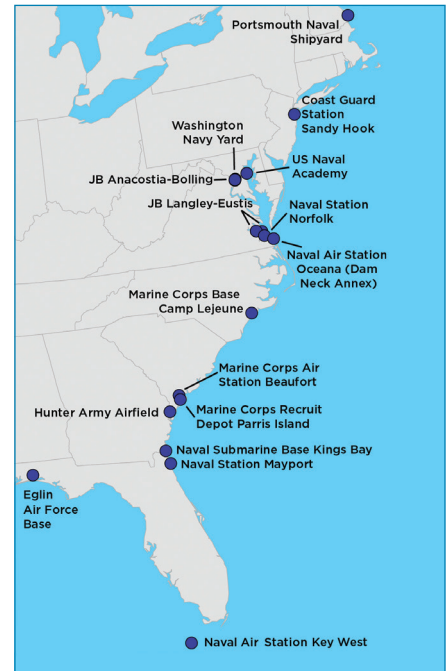 Portsmouth Naval
Shipyard
Coast Guard
Station
Sandy Hook
Washington
Navy Yard
US Naval
Academy
JB Anacostia-Bolling
JB Langley-Eustis
Naval Station
Norfolk
Naval Air Station
Oceana (Dam
Neck Annex)
Marine Corps Base
Camp Lejeune
Marine Corps Air
Station Beaufort
Hunter Army Airfield
Marine Corps Recruit
Depot Parris Island
Naval Submarine Base Kings Bay
Naval Station Mayport
Eglin
Air Force
Base
Naval Air Station Key West